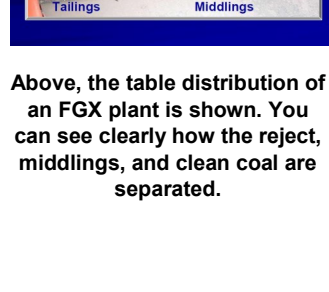 Tailings Middlings
Above, the table distribution of
an FGX plant is shown. You
can see clearly how the reject,
middlings, and clean coal are
separated.